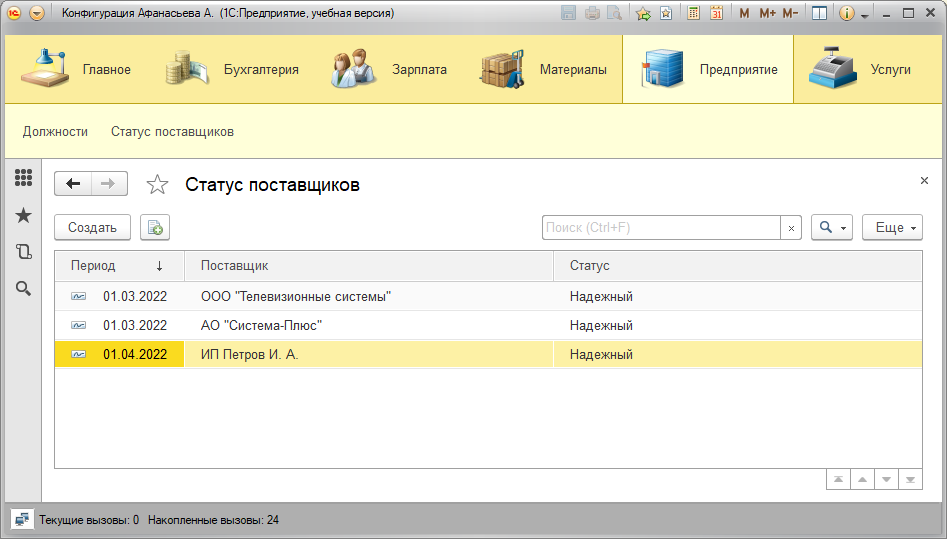 1С Конфигурация Афанасьева А. (1С:Предприятие, учебная версия) 31 M M+ M-
Главное Бухгалтерия Зарплата Материалы Предприятие Услуги
Должности Статус поставщиков
Статус поставщиков
Создать Поиск (Ctrl+F) Еще
Период Поставщик Статус
01.03.2022 ООО "Телевизионные системы" Надежный
01.03.2022 АО "Система-Плюс" Надежный
01.04.2022 ИП Петров И. А. Надежный
Текущие вызовы: 0 Накопленные вызовы: 24